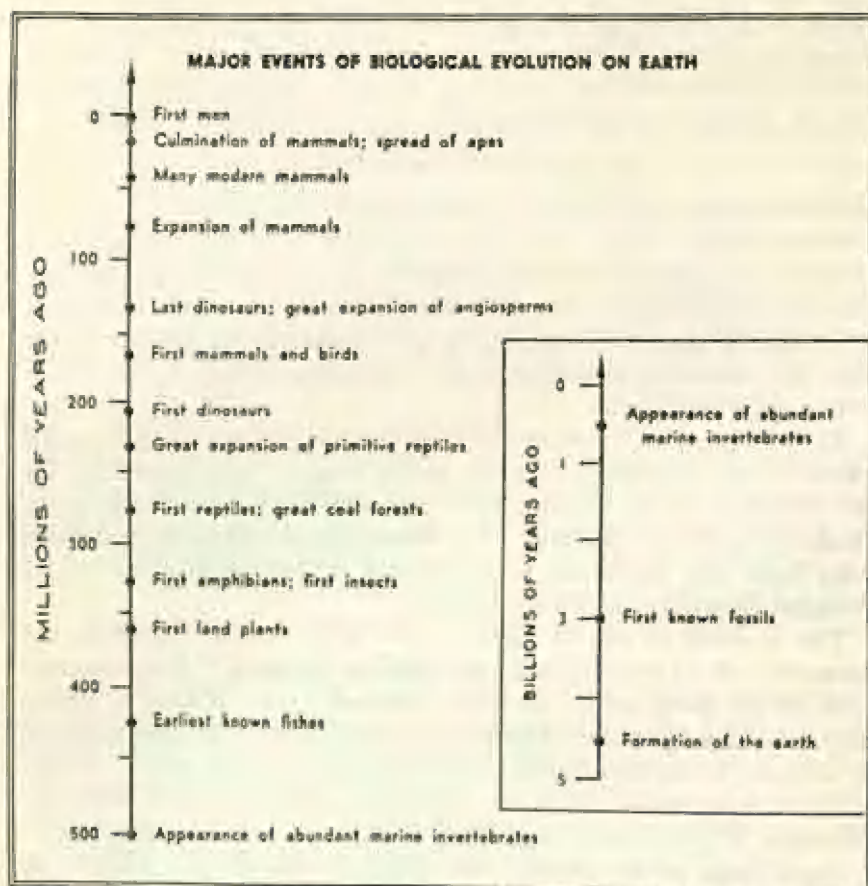 MAJOR EVENTS OF BIOLOGICAL EVOLUTION ON EARTH
MILLIONS OF YEARS AGO
0
First men
Culmination of mammals; spread of apes
Many modern mammals
Expansion of mammals
100
Last dinosaurs; great expansion of angiosperms
First mammals and birds
200
First dinosaurs
Great expansion of primitive reptiles
First reptiles; great coal forests
300
First amphibians; first insects
First land plants
400
Earliest known fishes
500
Appearance of abundant marine invertebrates
BILLIONS OF YEARS AGO
0
Appearance of abundant
marine invertebrates
1
3
First known fossils
Formation of the earth
5